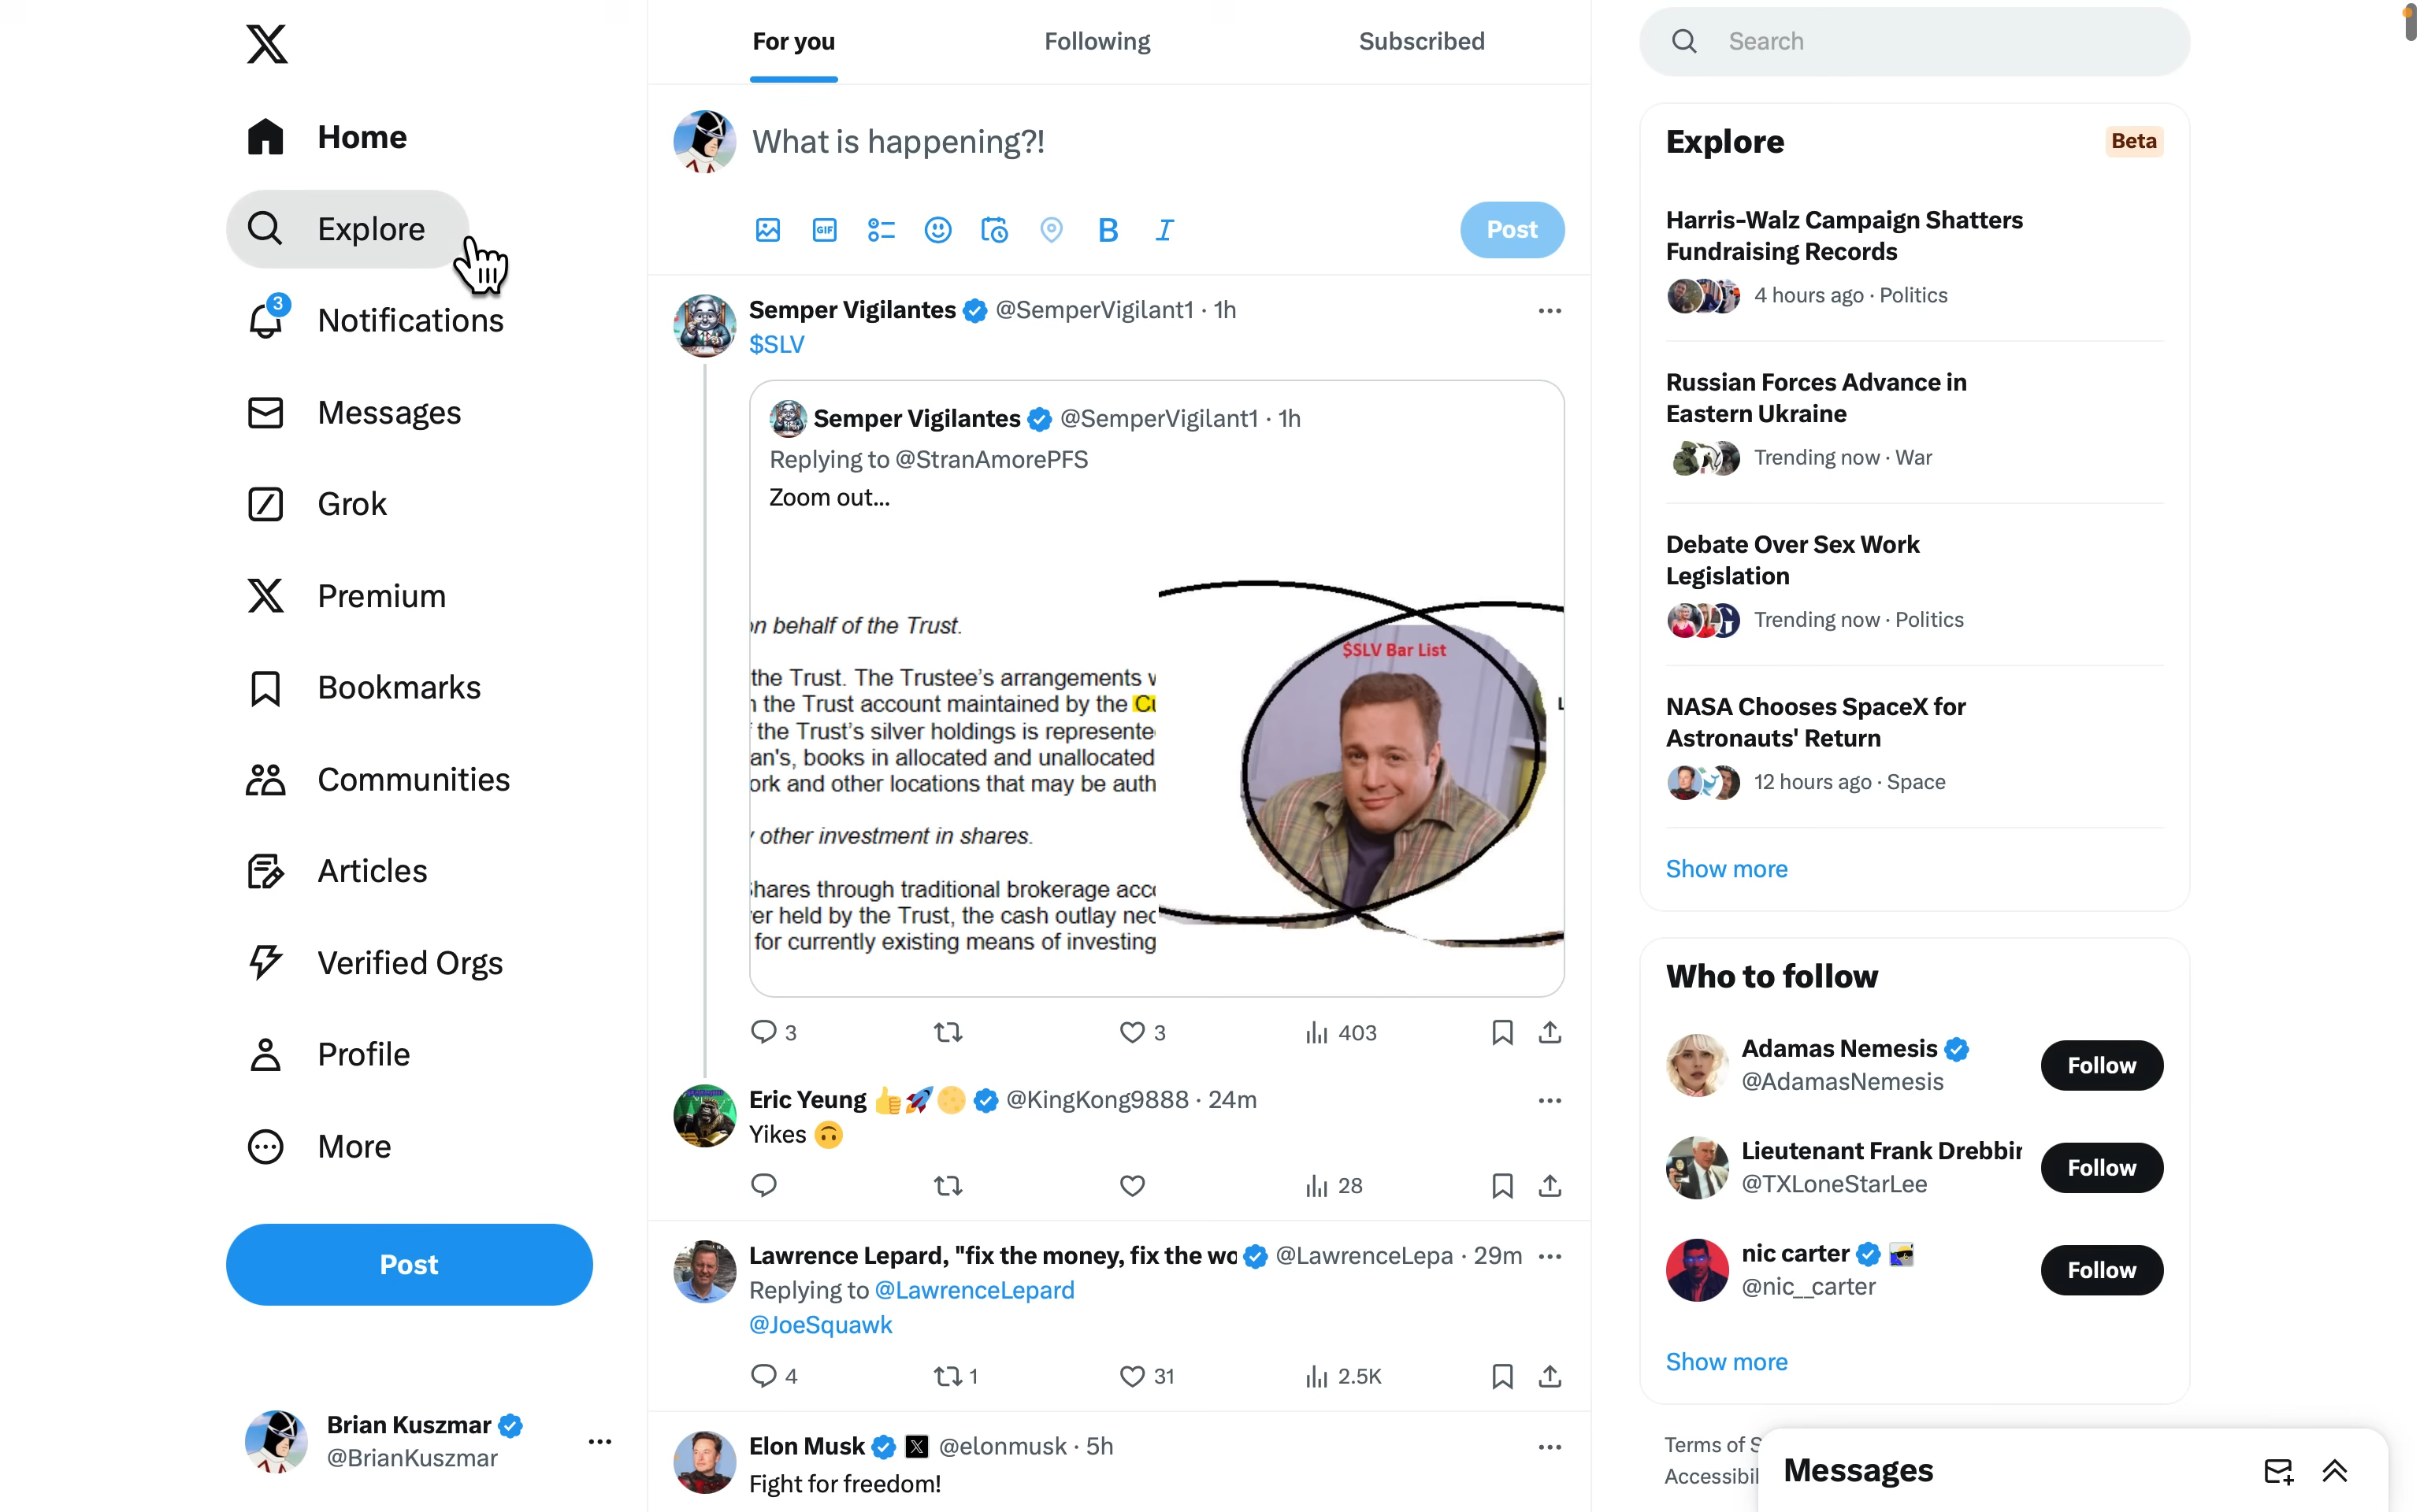 Home
Explore
3
Notifications
Messages
Grok
Premium
Bookmarks
Communities
Articles
Verified Orgs
Profile
More
Post
Brian Kuszmar
@BrianKuszmar
For you
Following
Subscribed
What is happening?!
GIF
B
I
Post
Semper Vigilantes @SemperVigilant1 · 1h
$SLV
Semper Vigilantes @SemperVigilant1 · 1h
Replying to @StranAmorePFS
Zoom out...
on behalf of the Trust.
the Trust. The Trustee's arrangements
the Trust account maintained by the
the Trust's silver holdings is
an's, books in allocated and unallocated
ork and other locations that may be auth
other investment in shares.
Shares through traditional brokerage
er held by the Trust, the cash outlay
for currently existing means of investing
$SLV Bar List
3
3
403
Eric Yeung 👍🚀🌕 @KingKong9888 · 24m
Yikes 🙃
28
Lawrence Lepard, "fix the money, fix the wo @LawrenceLepa · 29m
Replying to @LawrenceLepard
@JoeSquawk
4
1
31
2.5K
Elon Musk @elonmusk · 5h
Fight for freedom!
Search
Explore
Beta
Harris-Walz Campaign Shatters
Fundraising Records
4 hours ago · Politics
Russian Forces Advance in
Eastern Ukraine
Trending now · War
Debate Over Sex Work
Legislation
Trending now · Politics
NASA Chooses SpaceX for
Astronauts' Return
12 hours ago · Space
Show more
Who to follow
Adamas Nemesis
@AdamasNemesis
Follow
Lieutenant Frank Drebbin
@TXLoneStarLee
Follow
nic carter
@nic__carter
Follow
Show more
Terms of S
Accessibil
Messages